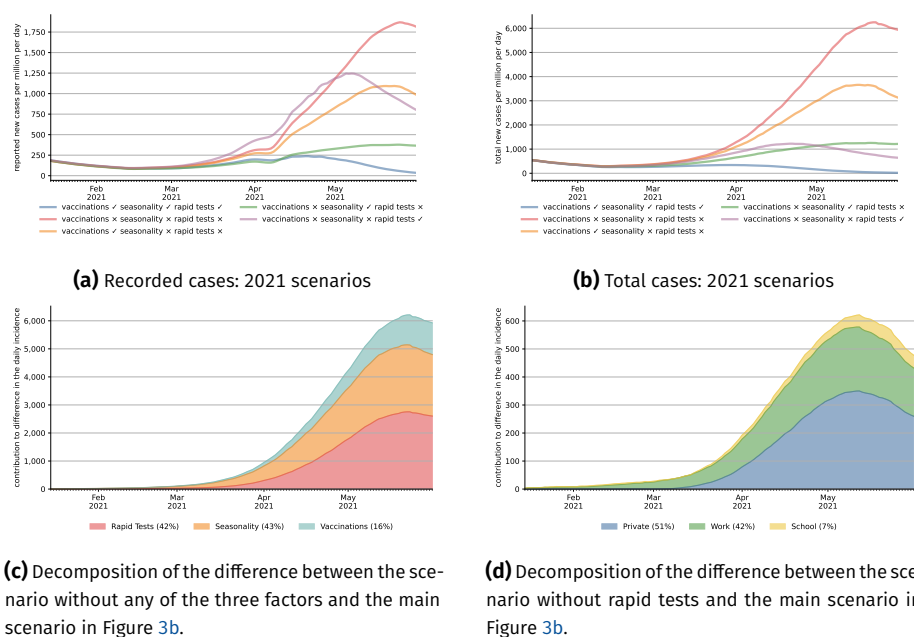 reported new cases per million per day
1,750
1,500
1,250
1,000
750
500
250
0
Feb
2021
Mar
2021
Apr
2021
May
2021
vaccinations ✓ seasonality ✓ rapid tests ✓
vaccinations × seasonality ✓ rapid tests ×
vaccinations × seasonality × rapid tests ×
vaccinations × seasonality × rapid tests ✓
vaccinations ✓ seasonality × rapid tests ×
(a) Recorded cases: 2021 scenarios
total new cases per million per day
6,000
5,000
4,000
3,000
2,000
1,000
0
Feb
2021
Mar
2021
Apr
2021
May
2021
vaccinations ✓ seasonality ✓ rapid tests ✓
vaccinations × seasonality ✓ rapid tests ×
vaccinations × seasonality × rapid tests ×
vaccinations × seasonality × rapid tests ✓
vaccinations ✓ seasonality × rapid tests ×
(b) Total cases: 2021 scenarios
contribution to difference in the daily incidence
6,000
5,000
4,000
3,000
2,000
1,000
0
Feb
2021
Mar
2021
Apr
2021
May
2021
Rapid Tests (42%) Seasonality (43%) Vaccinations (16%)
(c) Decomposition of the difference between the sce-
nario without any of the three factors and the main
scenario in Figure 3b.
contribution to difference in the daily incidence
600
500
400
300
200
100
0
Feb
2021
Mar
2021
Apr
2021
May
2021
Private (51%) Work (42%) School (7%)
(d) Decomposition of the difference between the sce
nario without rapid tests and the main scenario in
Figure 3b.